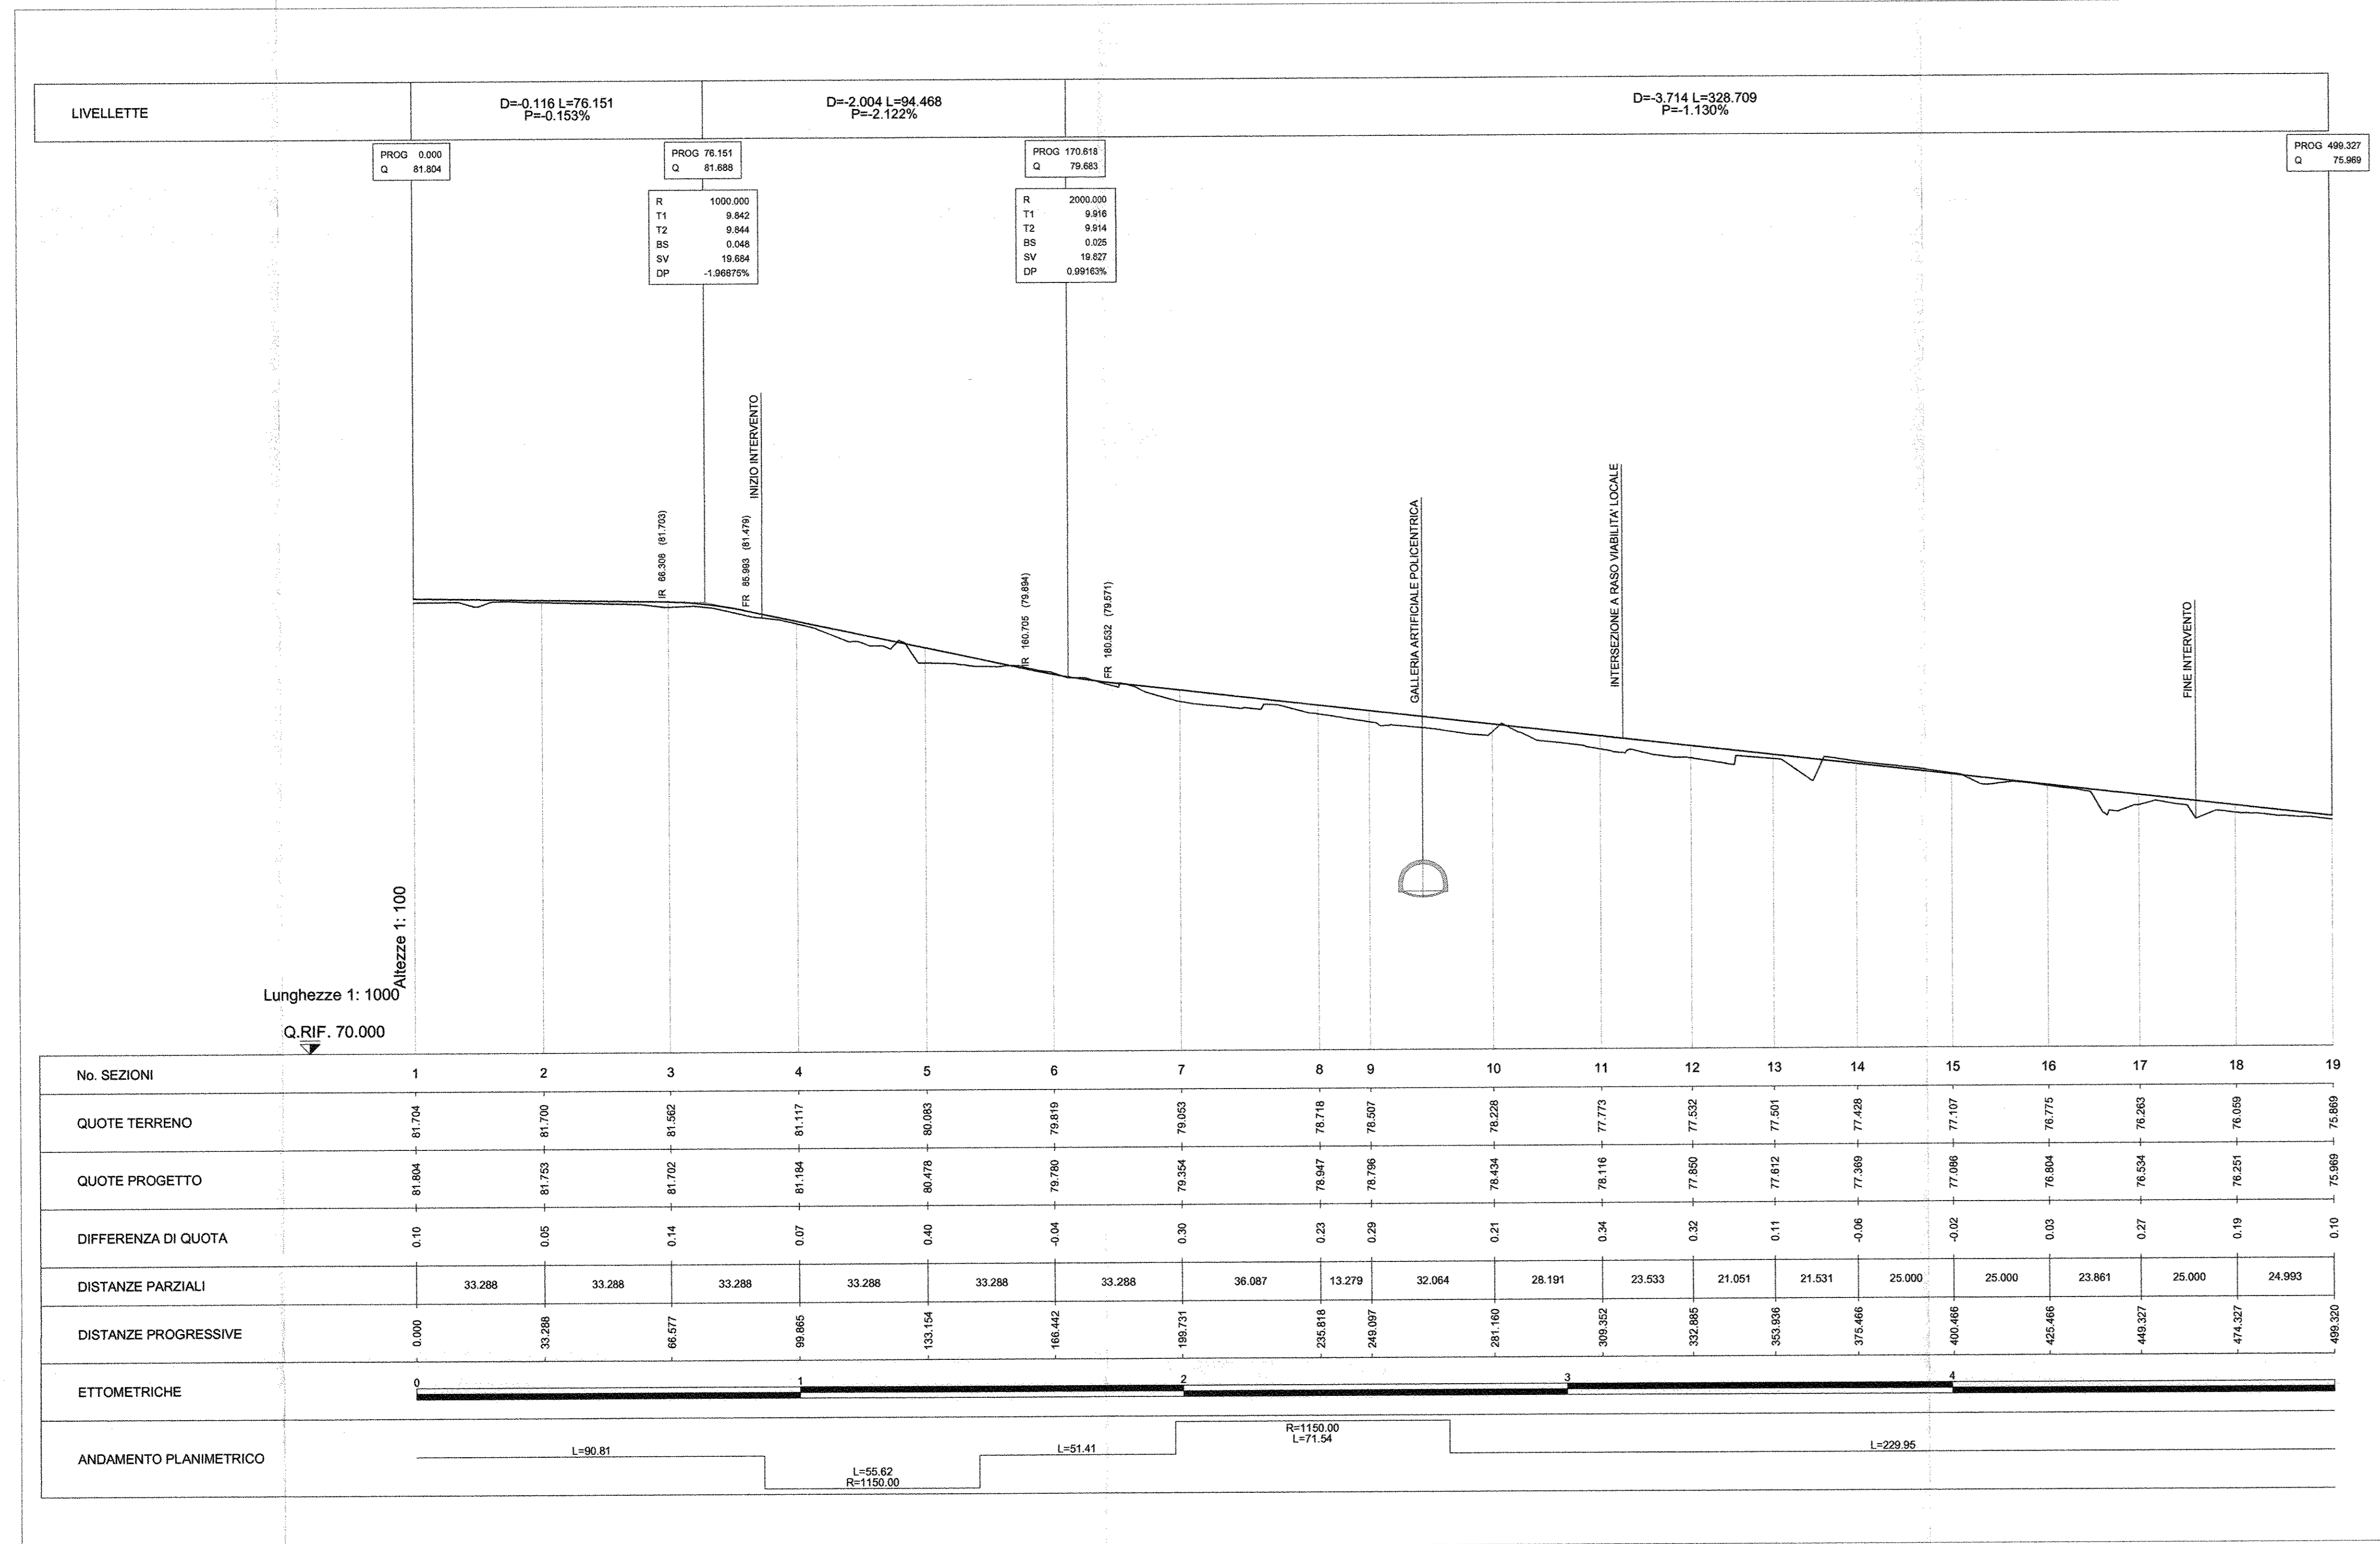 LIVELLETTE
D=-0.116 L=76.151
P=-0.153%
D=-2.004 L=94.468
P=-2.122%
D=-3.714 L=328.709
P=-1.130%
PROG 0.000
Q 81.804
PROG 76.151
Q 81.688
PROG 170.618
Q 79.683
PROG 499.327
Q 75.969
R 1000.000
T1 9.842
T2 9.844
BS 0.048
SV 19.684
DP -1.96875%
R 2000.000
T1 9.916
T2 9.914
BS 0.025
SV 19.827
DP 0.99163%
IR 66.308 (81.703)
FR 85.993 (81.479)
INIZIO INTERVENTO
IR 160.705 (79.894)
FR 180.532 (79.571)
GALLERIA ARTIFICIALE POLICENTRICA
INTERSEZIONE A RASO VIABILITA' LOCALE
FINE INTERVENTO
Altezze 1: 100
Lunghezze 1: 1000
Q.RIF. 70.000
No. SEZIONI 1 2 3 4 5 6 7 8 9 10 11 12 13 14 15 16 17 18 19
QUOTE TERRENO 81.704 81.700 81.562 81.117 80.083 79.819 79.053 78.718 78.507 78.228 77.773 77.532 77.501 77.428 77.107 76.775 76.263 76.059 75.869
QUOTE PROGETTO 81.804 81.753 81.702 81.184 80.478 79.780 79.354 78.947 78.796 78.434 78.116 77.850 77.612 77.369 77.086 76.804 76.534 76.251 75.969
DIFFERENZA DI QUOTA 0.10 0.05 0.14 0.07 0.40 -0.04 0.30 0.23 0.29 0.21 0.34 0.32 0.11 -0.06 -0.02 0.03 0.27 0.19 0.10
DISTANZE PARZIALI 33.288 33.288 33.288 33.288 33.288 33.288 36.087 13.279 32.064 28.191 23.533 21.051 21.531 25.000 25.000 23.861 25.000 24.993
DISTANZE PROGRESSIVE 0.000 33.288 66.577 99.865 133.154 166.442 199.731 235.818 249.097 281.160 309.352 332.885 353.936 375.466 400.466 425.466 449.327 474.327 499.320
ETTOMETRICHE 0 1 2 3 4
ANDAMENTO PLANIMETRICO
L=90.81
L=55.62
R=1150.00
L=51.41
R=1150.00
L=71.54
L=229.95